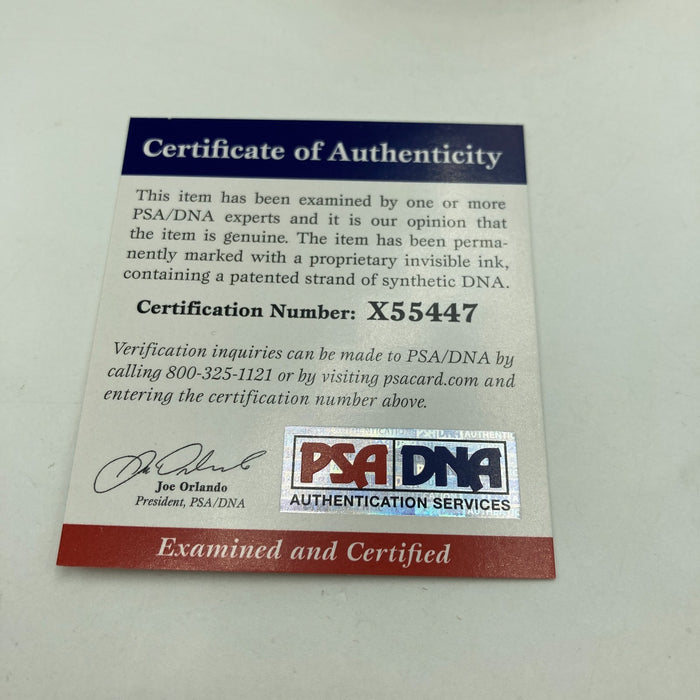 Certificate of Authenticity
This item has been examined by one or more
PSA/DNA experts and it is our opinion that
the item is genuine. The item has been perma-
nently marked with a proprietary invisible ink,
containing a patented strand of synthetic DNA.
Certification Number: X55447
Verification inquiries can be made to PSA/DNA by
calling 800-325-1121 or by visiting psacard.com and
entering the certification number above.
Joe Orlando
President, PSA/DNA
PSA DNA
AUTHENTICATION SERVICES
Examined and Certified